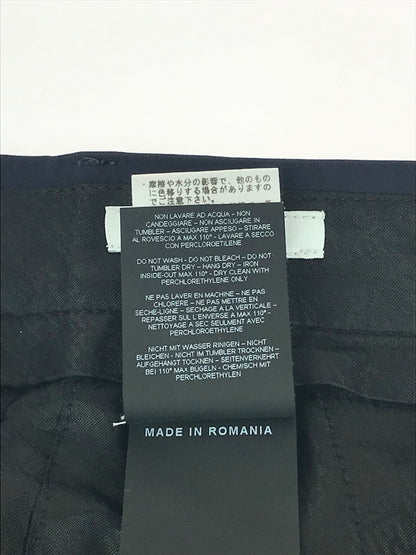 摩擦や水分の影響で、他のもの
に色移りする場合がありますの
でご注意下さい。
NON LAVARE AD ACQUA - NON
CANDEGGIARE – NON ASCIUGARE IN
TUMBLER – ASCIUGARE APPESO – STIRARE
AL ROVESCIO A MAX 110° - LAVARE A SECCO
CON PERCLOROETILENE
DO NOT WASH - DO NOT BLEACH – DO NOT
TUMBLE DRY – HANG DRY – IRON
INSIDE-OUT MAX 110° - DRY CLEAN WITH
PERCHLORETHYLENE ONLY
NE PAS LAVER EN MACHINE – NE PAS
CHLORERE – NE PAS METTRE EN
SECHE-LIGNE – SECHAGE A LA VERTICALE –
REPASSER SUL L'ENVERSE A MAX 110° -
NETTOYAGE A SEC SEULMENT AVEC
PERCHLOROETHYLENE
NICHT MIT WASSER RINIGEN – NICHT
BLEICHEN - NICHT IM TUMBLER TROCKNEN –
AUFGEHANGT TROCKNEN – SEITENVERKEHRT
BEI 110° MAX BÜGELN - CHEMISCH MIT
PERCHLORETHYLEN
MADE IN ROMANIA